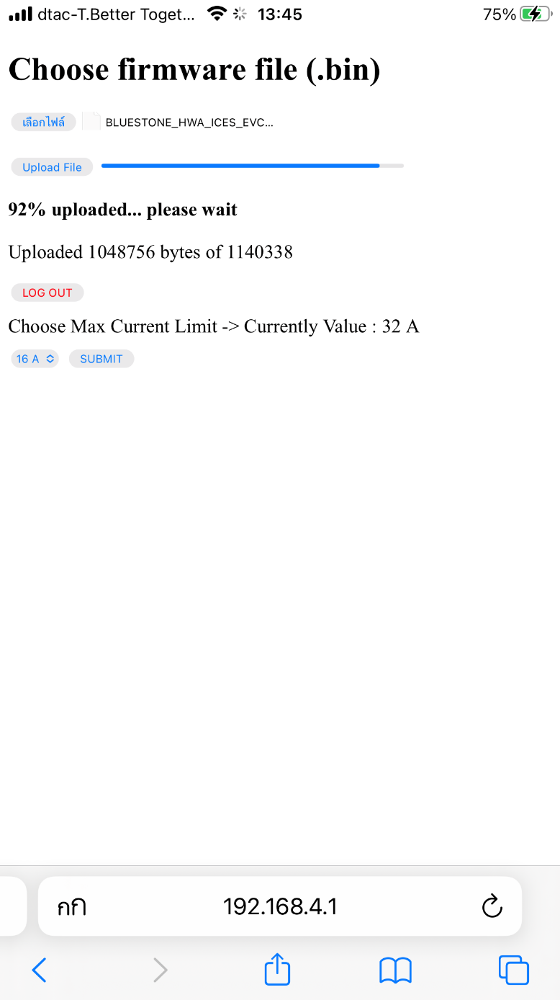 dtac-T.Better Toget... 13:45 75%
Choose firmware file (.bin)
เลือกไฟล์ BLUESTONE_HWA_ICES_EVC...
Upload File
92% uploaded... please wait
Uploaded 1048756 bytes of 1140338
LOG OUT
Choose Max Current Limit -> Currently Value : 32 A
16 A SUBMIT
กก 192.168.4.1